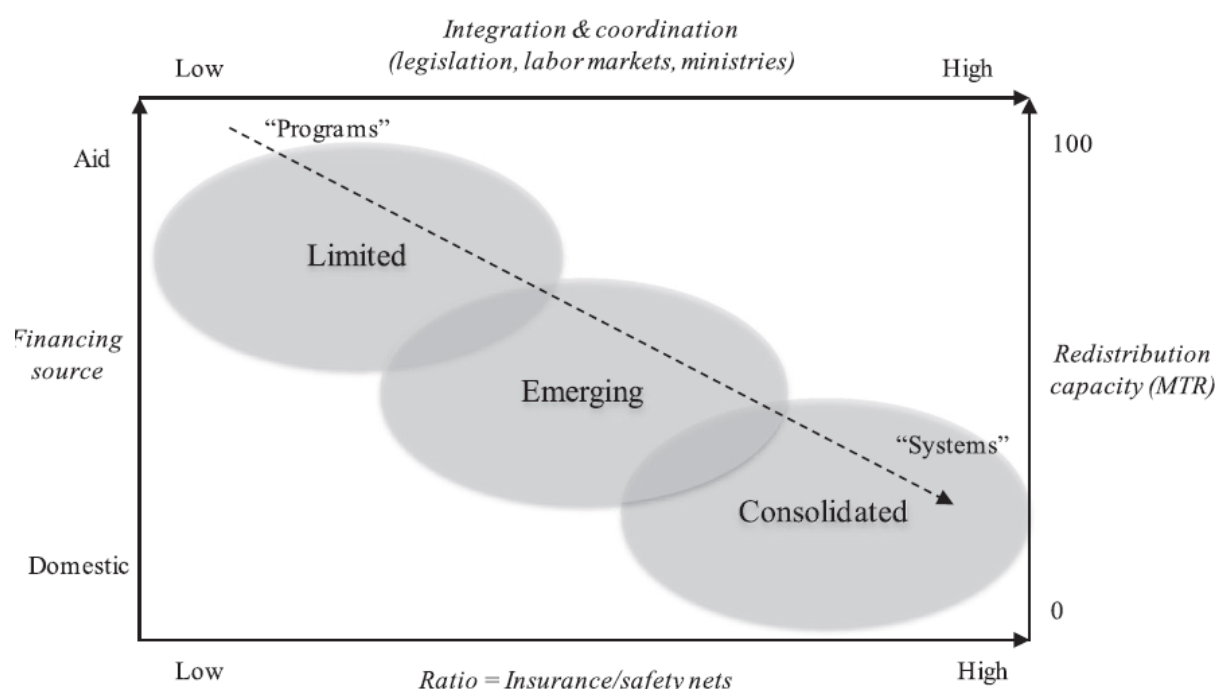 Integration & coordination
(legislation, labor markets, ministries)
Low
High
"Programs"
Aid
100
Limited
Financing
source
Redistribution
capacity (MTR)
Emerging
"Systems"
Consolidated
Domestic
0
Low
High
Ratio = Insurance/safety nets